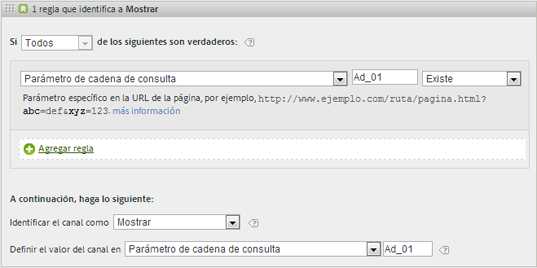 1 regla que identifica a Mostrar
Si Todos de los siguientes son verdaderos:
Parámetro de cadena de consulta Ad_01 Existe
Parámetro específico en la URL de la página, por ejemplo, http://www.ejemplo.com/ruta/pagina.html?
abc=def&xyz=123. más información
Agregar regla
A continuación, haga lo siguiente:
Identificar el canal como Mostrar
Definir el valor del canal en Parámetro de cadena de consulta Ad_01